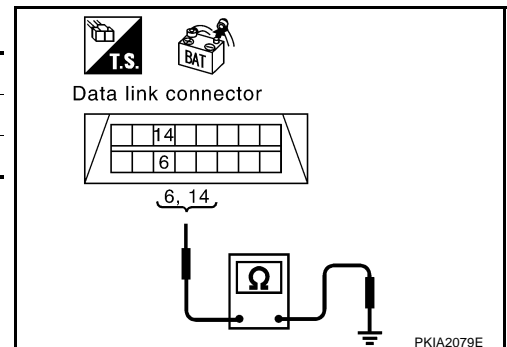 T.S.
BAT
Data link connector
14
6
6, 14
Ω
PKIA2079E